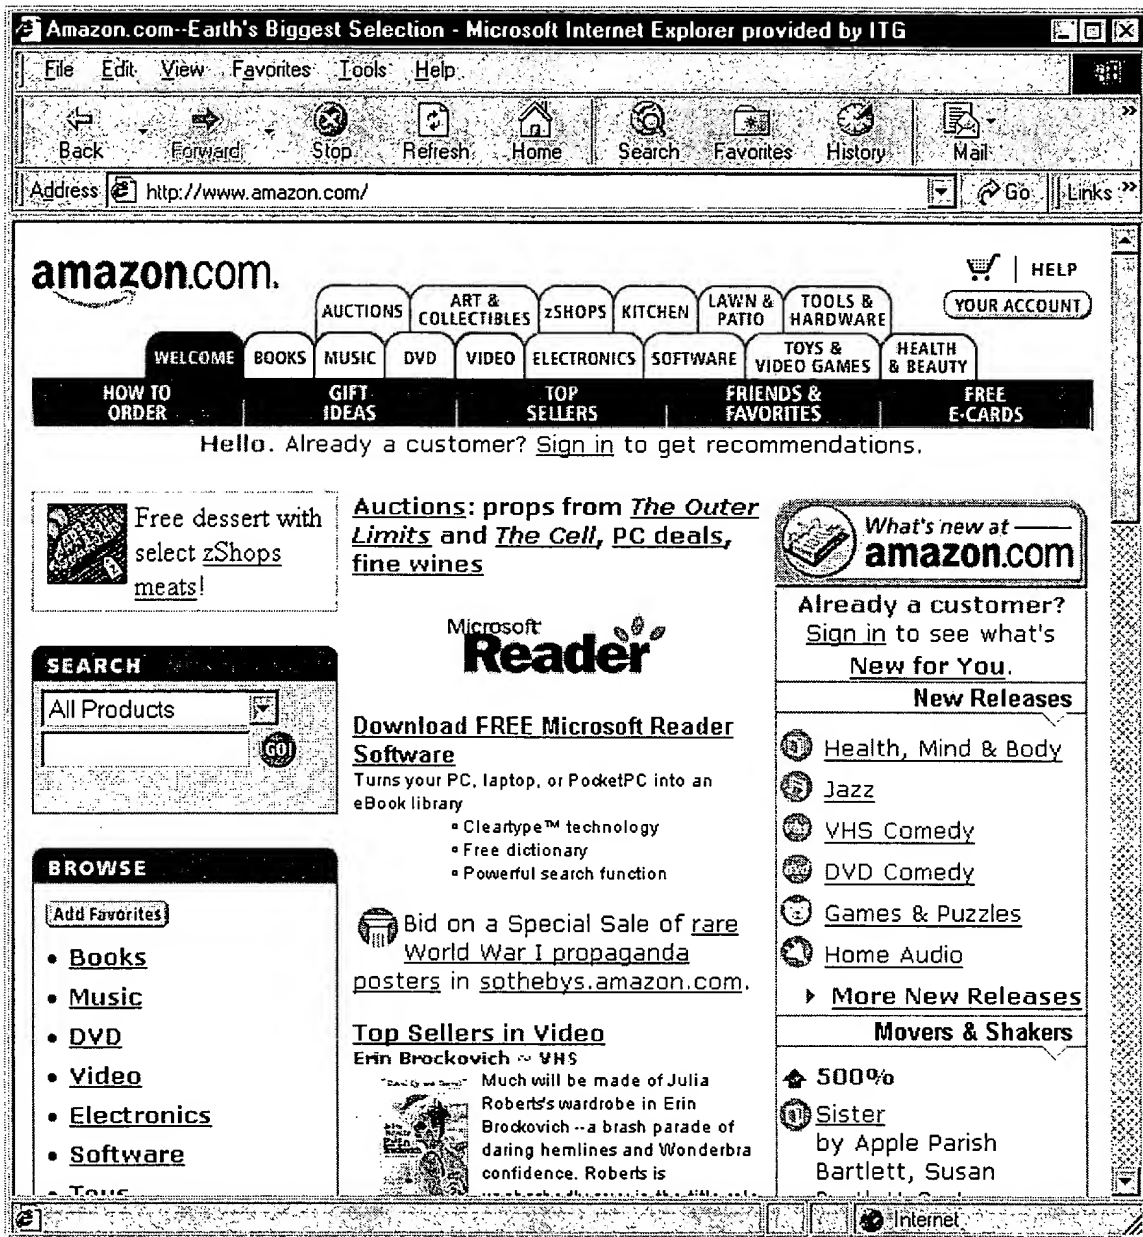 Amazon.com--Earth's Biggest Selection - Microsoft Internet Explorer provided by ITG
File Edit View Favorites Tools Help
Back Forward Stop Refresh Home Search Favorites History Mail »
Address http://www.amazon.com/ Go Links »
amazon.com.
HELP
YOUR ACCOUNT
AUCTIONS ART & COLLECTIBLES zSHOPS KITCHEN LAWN & PATIO TOOLS & HARDWARE
WELCOME BOOKS MUSIC DVD VIDEO ELECTRONICS SOFTWARE TOYS & VIDEO GAMES HEALTH & BEAUTY
HOW TO ORDER GIFT IDEAS TOP SELLERS FRIENDS & FAVORITES FREE E-CARDS
Hello. Already a customer? Sign in to get recommendations.
Free dessert with
select zShops
meats!
SEARCH
All Products
GO!
BROWSE
Add Favorites
• Books
• Music
• DVD
• Video
• Electronics
• Software
• Toys
Auctions: props from The Outer
Limits and The Cell, PC deals,
fine wines
Microsoft
Reader
Download FREE Microsoft Reader
Software
Turns your PC, laptop, or PocketPC into an
eBook library
▫ Cleartype™ technology
▫ Free dictionary
▫ Powerful search function
Bid on a Special Sale of rare
World War I propaganda
posters in sothebys.amazon.com.
Top Sellers in Video
Erin Brockovich ~ VHS
Much will be made of Julia
Roberts's wardrobe in Erin
Brockovich --a brash parade of
daring hemlines and Wonderbra
confidence. Roberts is
What's new at
amazon.com
Already a customer?
Sign in to see what's
New for You.
New Releases
Health, Mind & Body
Jazz
VHS Comedy
DVD Comedy
Games & Puzzles
Home Audio
More New Releases
Movers & Shakers
500%
Sister
by Apple Parish
Bartlett, Susan
Internet